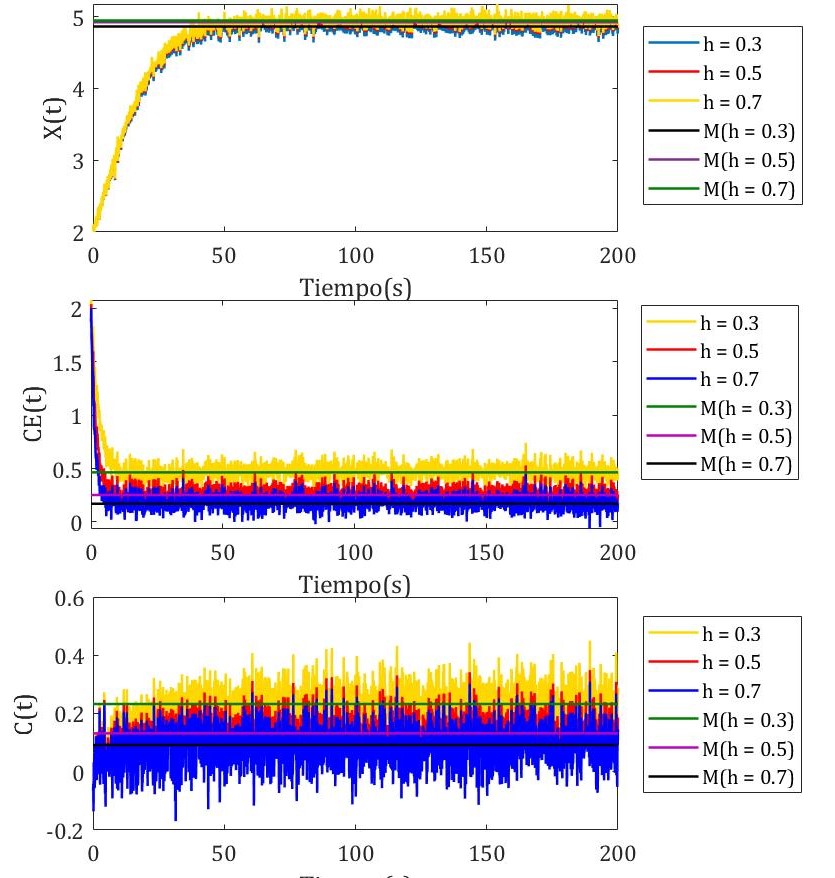 5
4
3
2
X(t)
0
50
100
150
200
Tiempo(s)
h = 0.3
h = 0.5
h = 0.7
M(h = 0.3)
M(h = 0.5)
M(h = 0.7)
2
1.5
1
0.5
0
CE(t)
0
50
100
150
200
Tiempo(s)
h = 0.3
h = 0.5
h = 0.7
M(h = 0.3)
M(h = 0.5)
M(h = 0.7)
0.6
0.4
0.2
0
-0.2
C(t)
0
50
100
150
200
h = 0.3
h = 0.5
h = 0.7
M(h = 0.3)
M(h = 0.5)
M(h = 0.7)